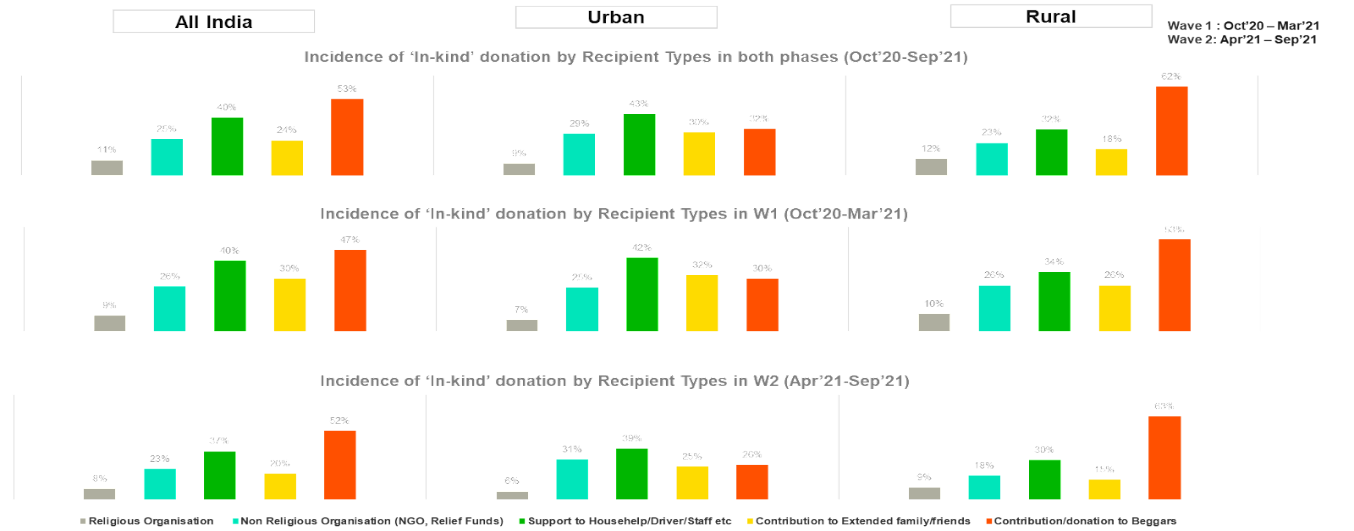 All India
Urban
Rural
Wave 1 : Oct'20 – Mar'21
Wave 2: Apr'21 – Sep'21
Incidence of ‘In-kind’ donation by Recipient Types in both phases (Oct’20-Sep’21)
11% 25% 40% 24% 53%
29% 43% 30% 32%
12% 23% 32% 18% 62%
Incidence of ‘In-kind’ donation by Recipient Types in W1 (Oct’20-Mar’21)
9% 26% 40% 30% 47%
7% 25% 42% 32% 30%
10% 26% 34% 26% 53%
Incidence of ‘In-kind’ donation by Recipient Types in W2 (Apr’21-Sep’21)
23% 37% 20% 52%
31% 39% 25% 26%
9% 18% 30% 15% 63%
Religious Organisation
Non Religious Organisation (NGO, Relief Funds)
Support to Househelp/Driver/Staff etc
Contribution to Extended family/friends
Contribution/donation to Beggars